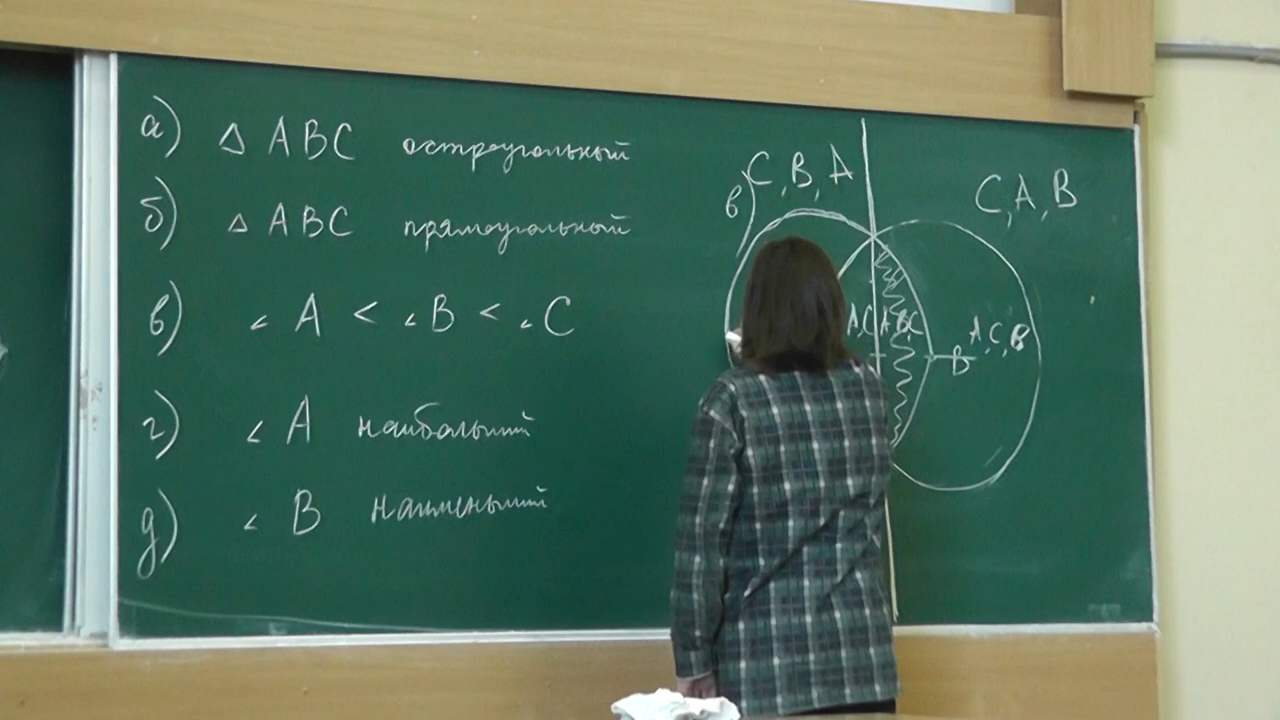 а) △ ABC остроугольный
б) △ ABC прямоугольный
в) ∠ A < ∠ B < ∠ C
г) ∠ A наибольший
д) ∠ B наименьший
в) C, B, A
C, A, B
A, B, C
A, C, B
B